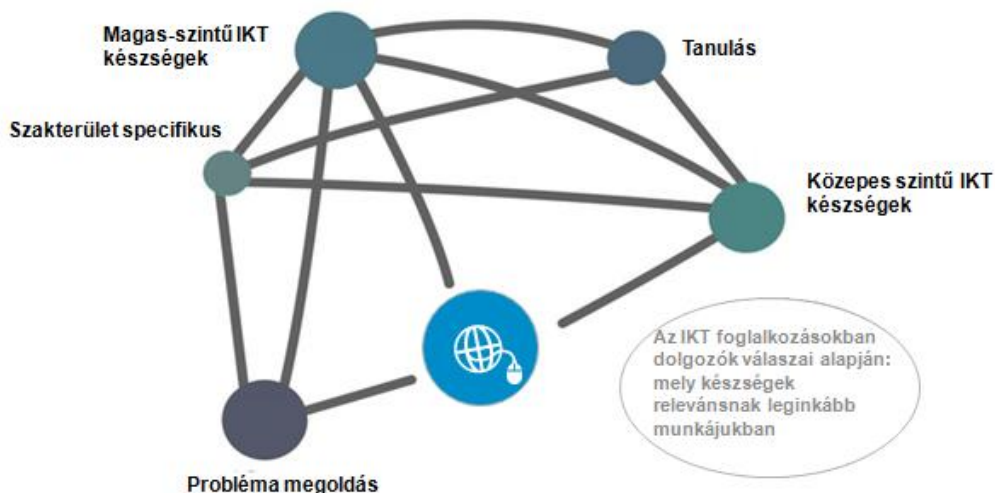 Magas-szintű IKT
készségek
Tanulás
Szakterület specifikus
Közepes szintű IKT
készségek
Az IKT foglalkozásokban
dolgozók válaszai alapján:
mely készségek
relevánsnak leginkább
munkájukban
Probléma megoldás